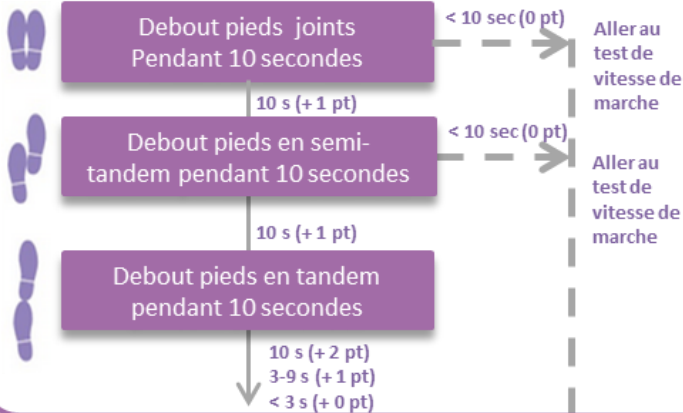 Debout pieds joints
Pendant 10 secondes
< 10 sec (0 pt)
Aller au
test de
vitesse de
marche
10 s (+ 1 pt)
Debout pieds en semi-
tandem pendant 10 secondes
< 10 sec (0 pt)
Aller au
test de
vitesse de
marche
10 s (+ 1 pt)
Debout pieds en tandem
pendant 10 secondes
10 s (+ 2 pt)
3-9 s (+ 1 pt)
< 3 s (+ 0 pt)